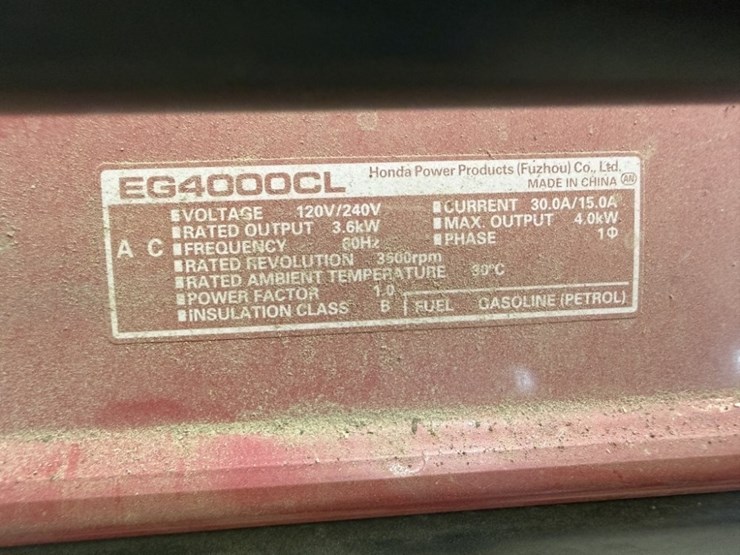 EG4000CL Honda Power Products (Fuzhou) Co., Ltd.
MADE IN CHINA AN
A C
VOLTAGE 120V/240V CURRENT 30.0A/15.0A
RATED OUTPUT 3.6kW MAX. OUTPUT 4.0kW
FREQUENCY 60Hz PHASE 1Φ
RATED REVOLUTION 3600rpm
RATED AMBIENT TEMPERATURE 30°C
POWER FACTOR 1.0
INSULATION CLASS B FUEL GASOLINE (PETROL)